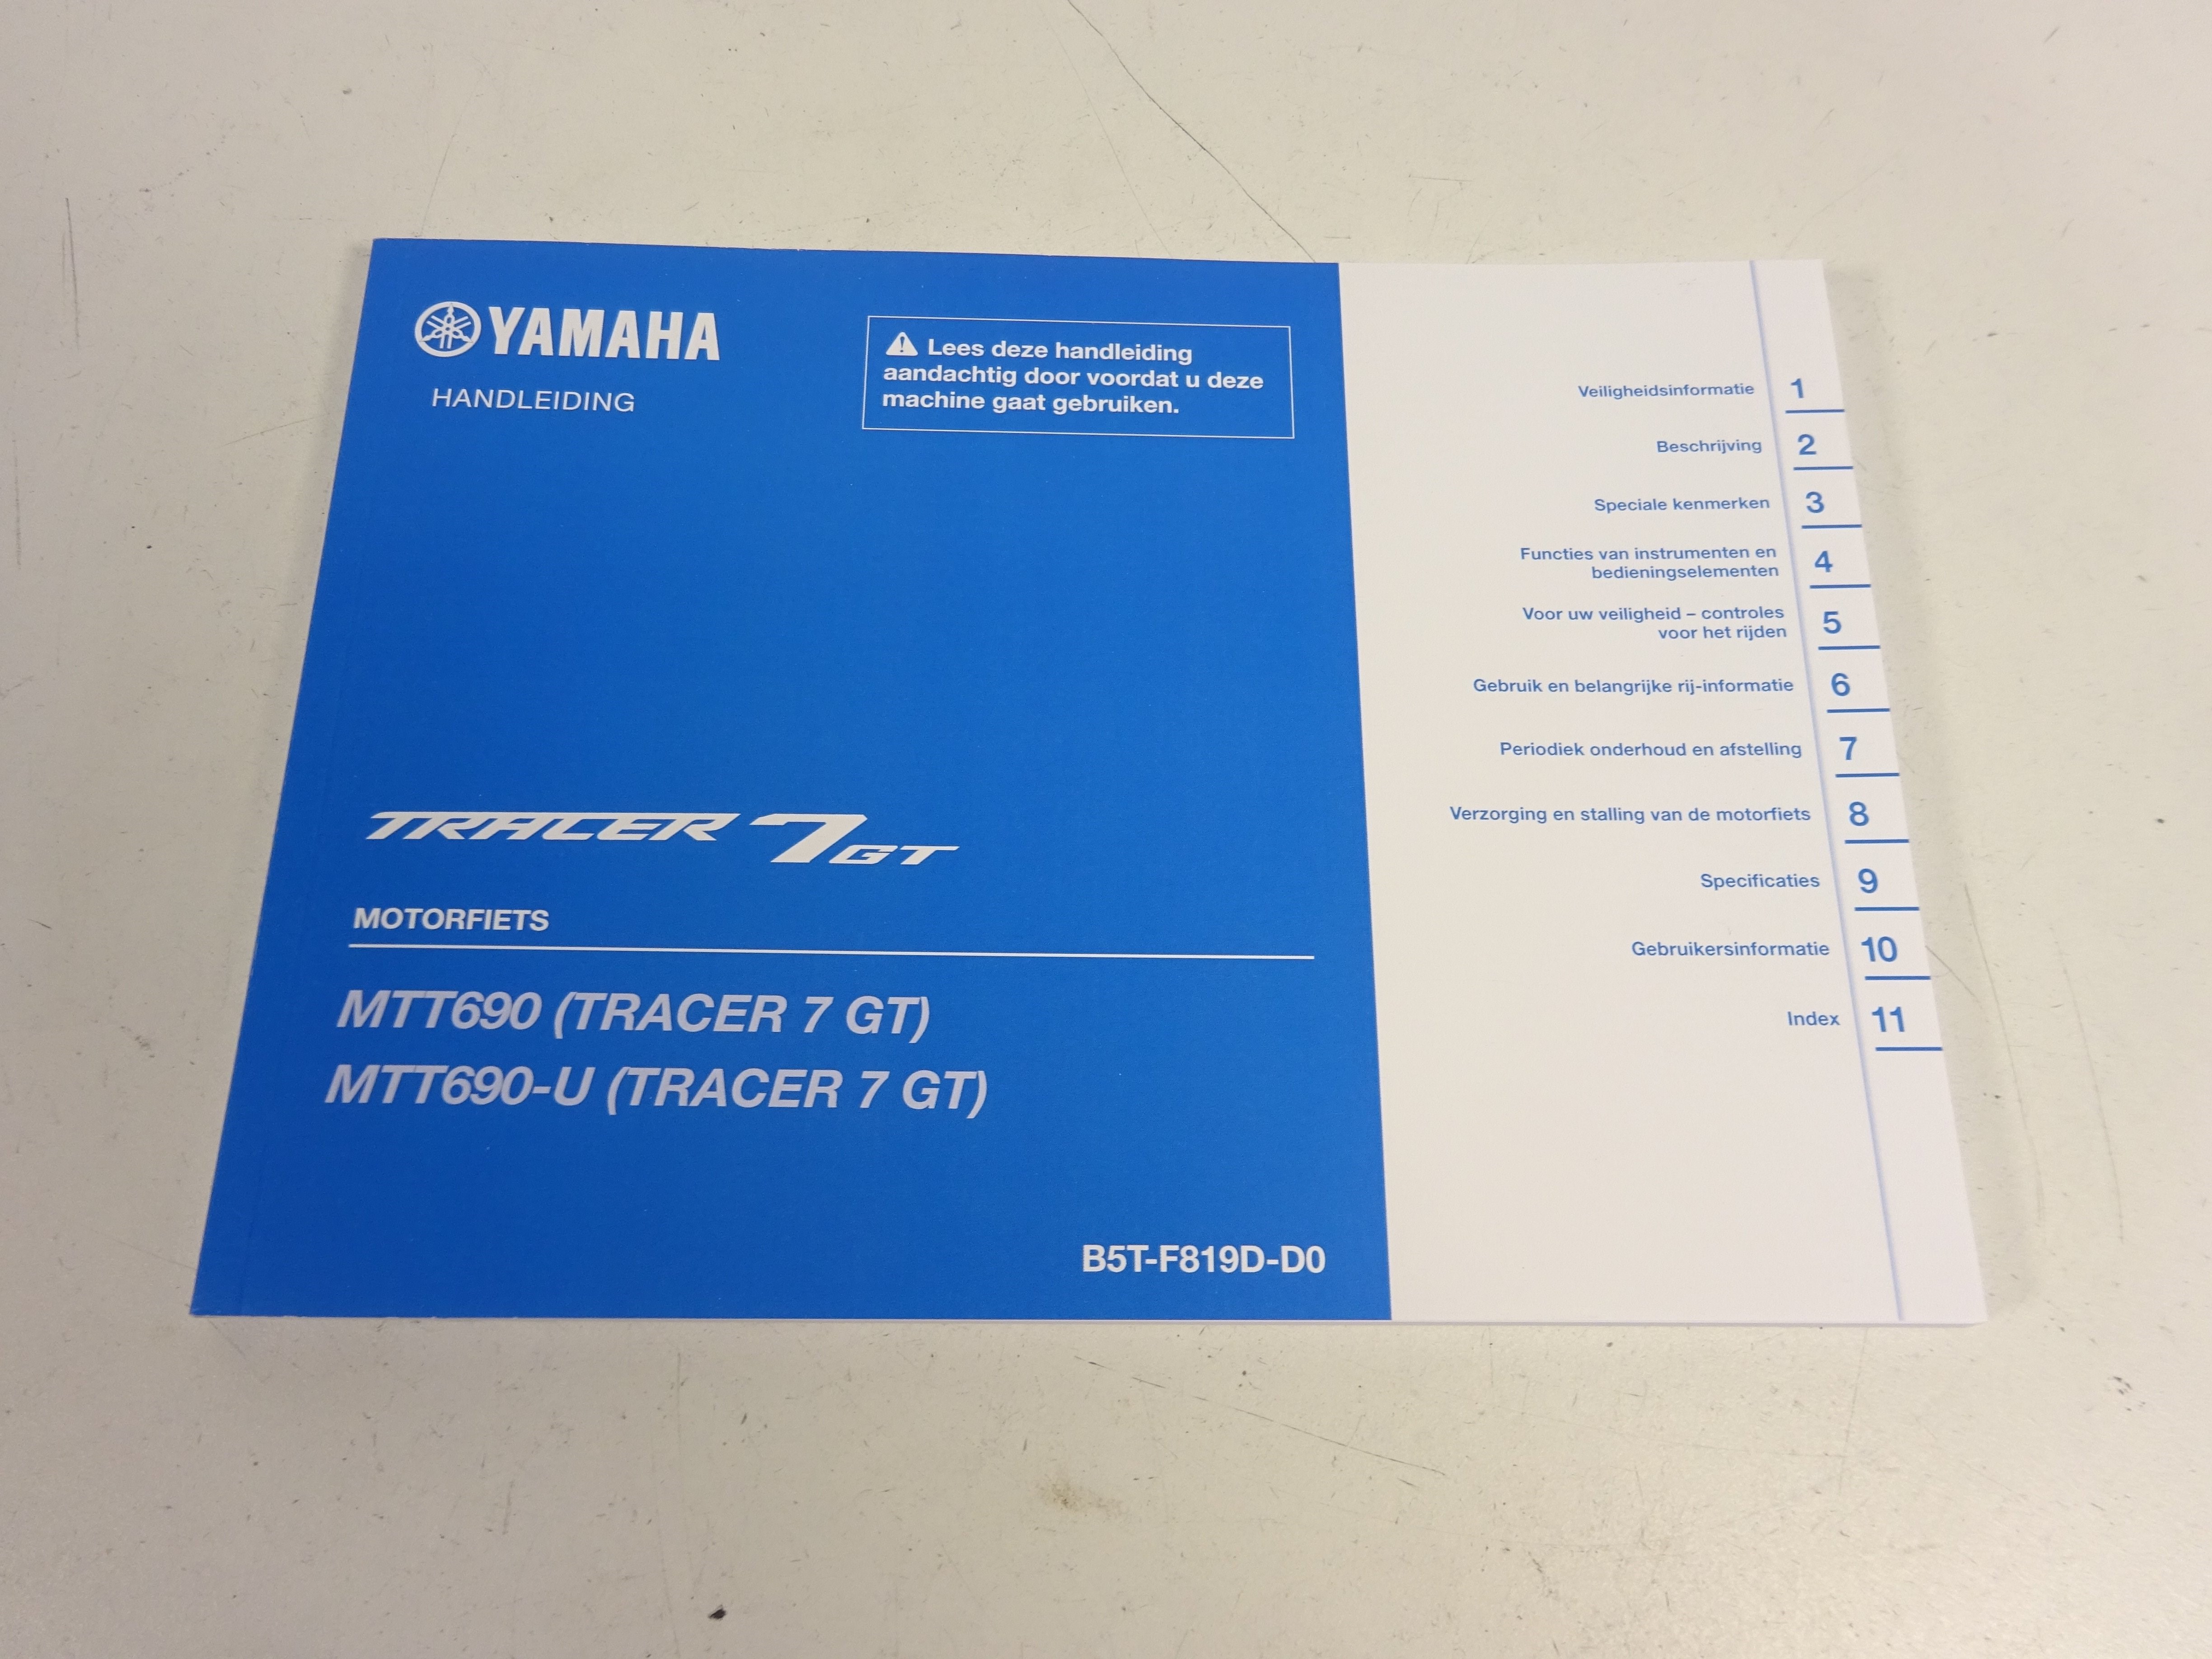 YAMAHA
HANDLEIDING
Lees deze handleiding
aandachtig door voordat u deze
machine gaat gebruiken.
TRACER 7 GT
MOTORFIETS
MTT690 (TRACER 7 GT)
MTT690-U (TRACER 7 GT)
B5T-F819D-D0
Veiligheidsinformatie 1
Beschrijving 2
Speciale kenmerken 3
Functies van instrumenten en
bedieningselementen 4
Voor uw veiligheid – controles
voor het rijden 5
Gebruik en belangrijke rij-informatie 6
Periodiek onderhoud en afstelling 7
Verzorging en stalling van de motorfiets 8
Specificaties 9
Gebruikersinformatie 10
Index 11